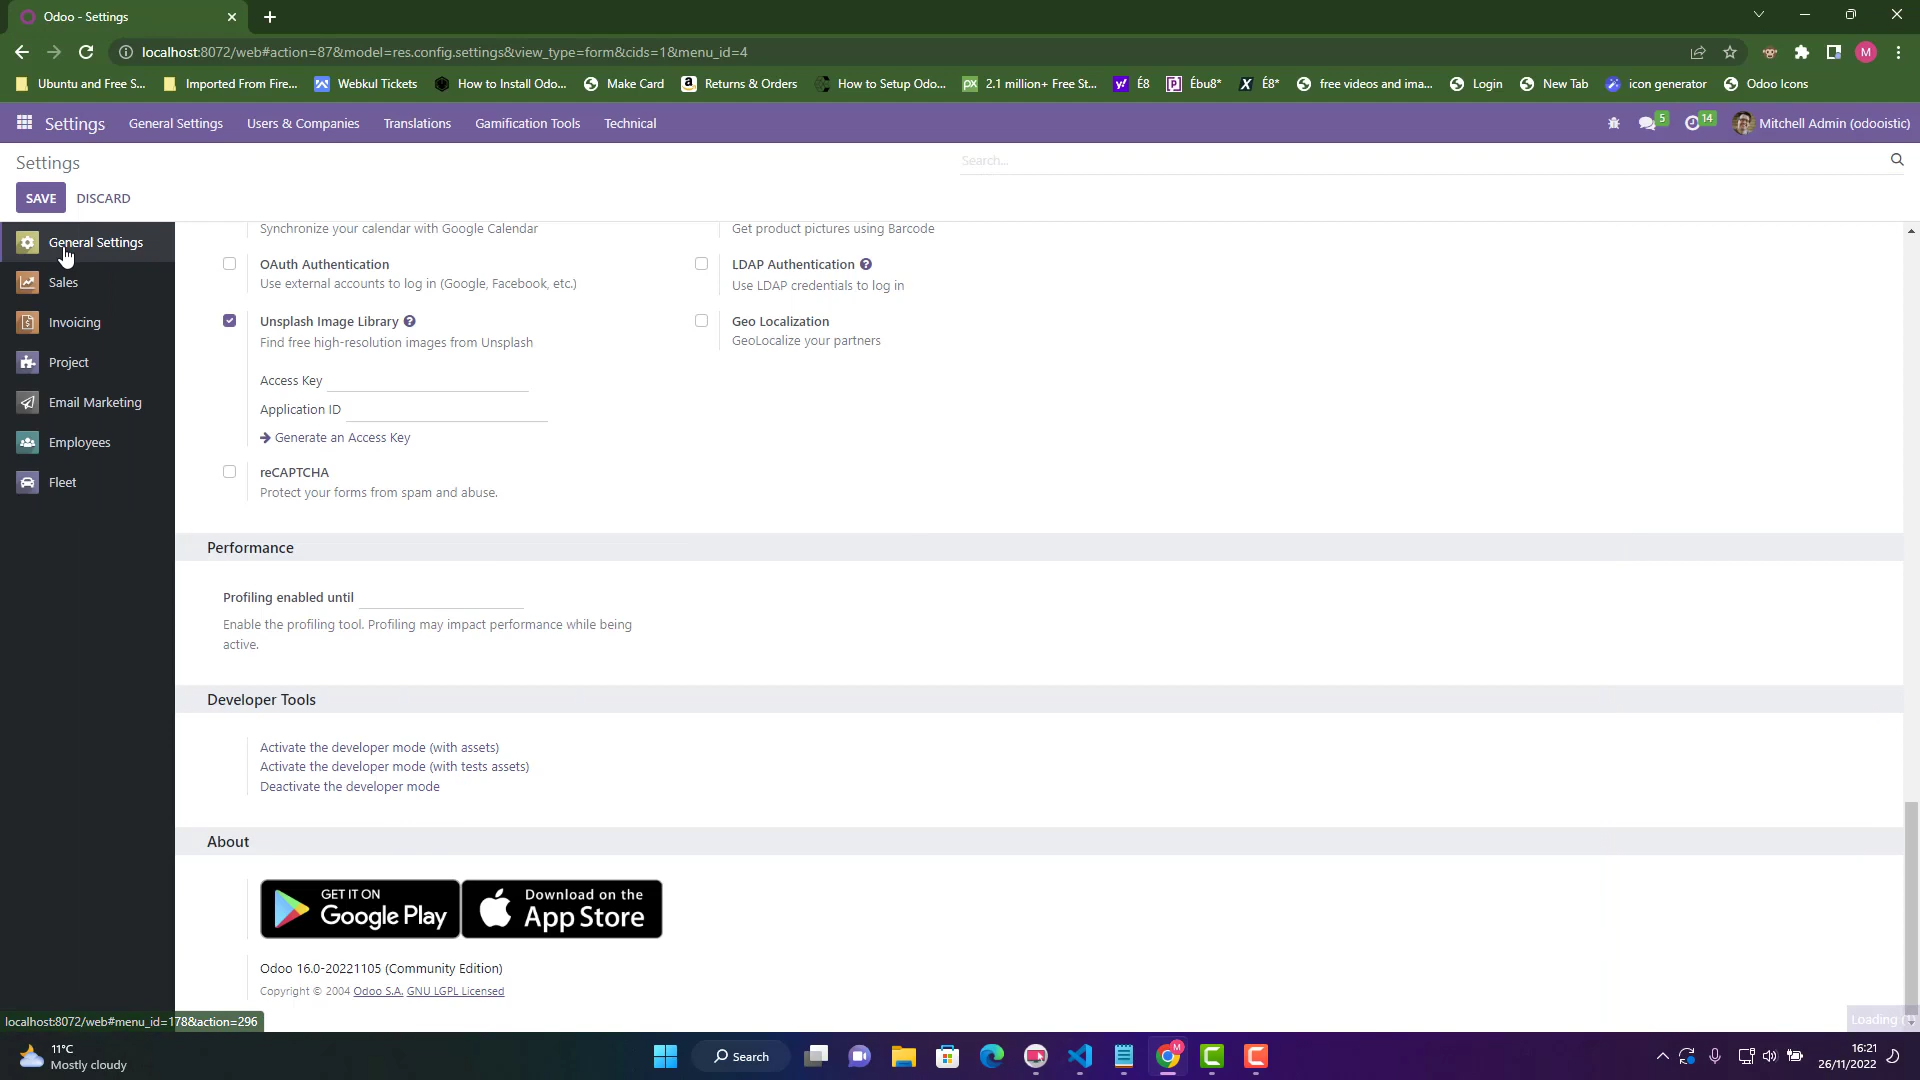 Odoo - Settings
localhost:8072/web#action=87&model=res.config.settings&view_type=form&cids=1&menu_id=4
M
Ubuntu and Free S...
Imported From Fire...
Webkul Tickets
How to Install Odo...
Make Card
Returns & Orders
How to Setup Odo...
2.1 million+ Free St...
É8
Ébu8*
É8*
free videos and ima...
Login
New Tab
icon generator
Odoo Icons
Settings
General Settings
Users & Companies
Translations
Gamification Tools
Technical
5
14
Mitchell Admin (odooistic)
Settings
Search...
SAVE
DISCARD
General Settings
Sales
Invoicing
Project
Email Marketing
Employees
Fleet
Synchronize your calendar with Google Calendar
Get product pictures using Barcode
OAuth Authentication
Use external accounts to log in (Google, Facebook, etc.)
LDAP Authentication
Use LDAP credentials to log in
Unsplash Image Library
Find free high-resolution images from Unsplash
Geo Localization
GeoLocalize your partners
Access Key
Application ID
Generate an Access Key
reCAPTCHA
Protect your forms from spam and abuse.
Performance
Profiling enabled until
Enable the profiling tool. Profiling may impact performance while being
active.
Developer Tools
Activate the developer mode (with assets)
Activate the developer mode (with tests assets)
Deactivate the developer mode
About
GET IT ON
Google Play
Download on the
App Store
Odoo 16.0-20221105 (Community Edition)
Copyright © 2004 Odoo S.A. GNU LGPL Licensed
localhost:8072/web#menu_id=178&action=296
Loading
11°C
Mostly cloudy
Search
M
16:21
26/11/2022